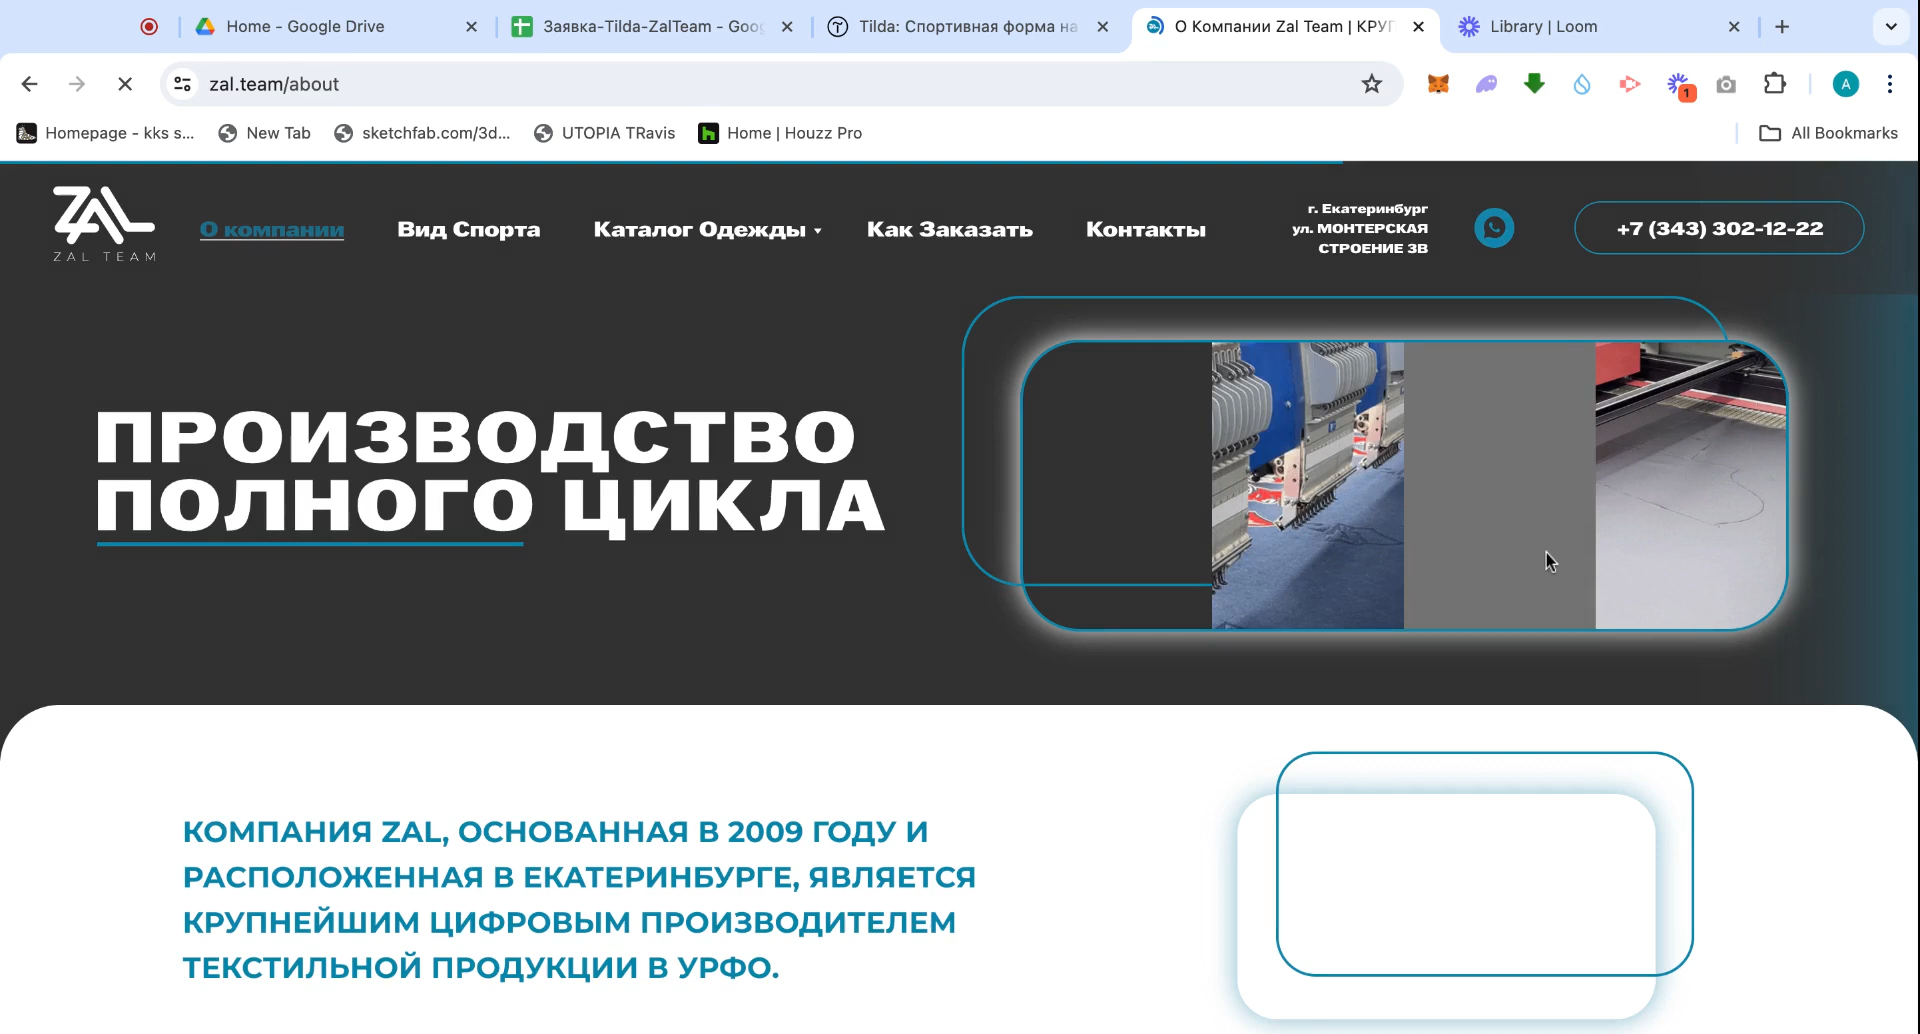 Home - Google Drive
Заявка-Tilda-ZalTeam - Goo
Tilda: Спортивная форма на
О Компании Zal Team | КРУП
Library | Loom
zal.team/about
1
A
Homepage - kks s...
New Tab
sketchfab.com/3d...
UTOPIA TRavis
Home | Houzz Pro
All Bookmarks
ZAL
ZAL TEAM
О компании
Вид Спорта
Каталог Одежды
Как Заказать
Контакты
г. Екатеринбург
ул. МОНТЕРСКАЯ
СТРОЕНИЕ 3В
+7 (343) 302-12-22
ПРОИЗВОДСТВО
ПОЛНОГО ЦИКЛА
КОМПАНИЯ ZAL, ОСНОВАННАЯ В 2009 ГОДУ И
РАСПОЛОЖЕННАЯ В ЕКАТЕРИНБУРГЕ, ЯВЛЯЕТСЯ
КРУПНЕЙШИМ ЦИФРОВЫМ ПРОИЗВОДИТЕЛЕМ
ТЕКСТИЛЬНОЙ ПРОДУКЦИИ В УРФО.